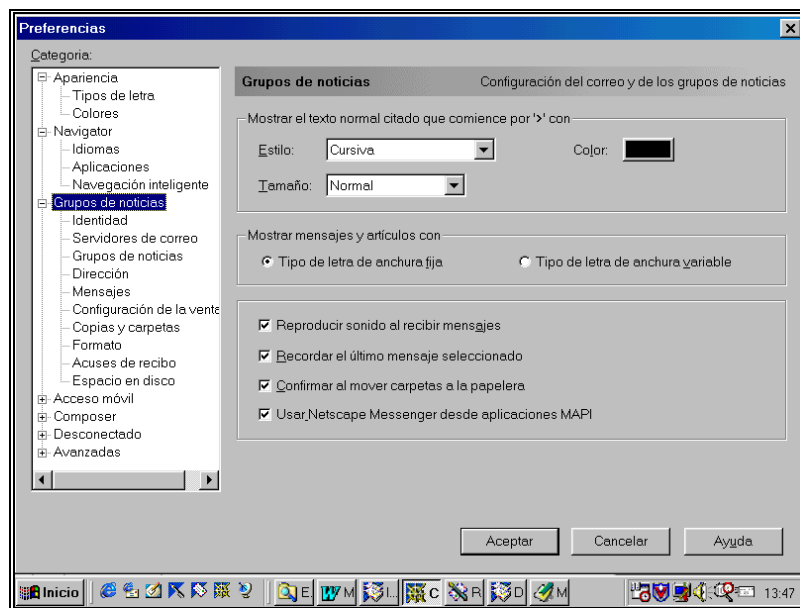 Preferencias
Categoria:
Apariencia
Tipos de letra
Colores
Navigator
Idiomas
Aplicaciones
Navegación inteligente
Grupos de noticias
Identidad
Servidores de correo
Grupos de noticias
Dirección
Mensajes
Configuración de la venta
Copias y carpetas
Formato
Acuses de recibo
Espacio en disco
Acceso móvil
Composer
Desconectado
Avanzadas
Grupos de noticias Configuración del correo y de los grupos de noticias
Mostrar el texto normal citado que comience por '>' con
Estilo: Cursiva Color:
Tamaño: Normal
Mostrar mensajes y artículos con
Tipo de letra de anchura fija Tipo de letra de anchura variable
Reproducir sonido al recibir mensajes
Recordar el último mensaje seleccionado
Confirmar al mover carpetas a la papelera
Usar Netscape Messenger desde aplicaciones MAPI
Aceptar Cancelar Ayuda
Inicio E. M I... C R D M 13:47